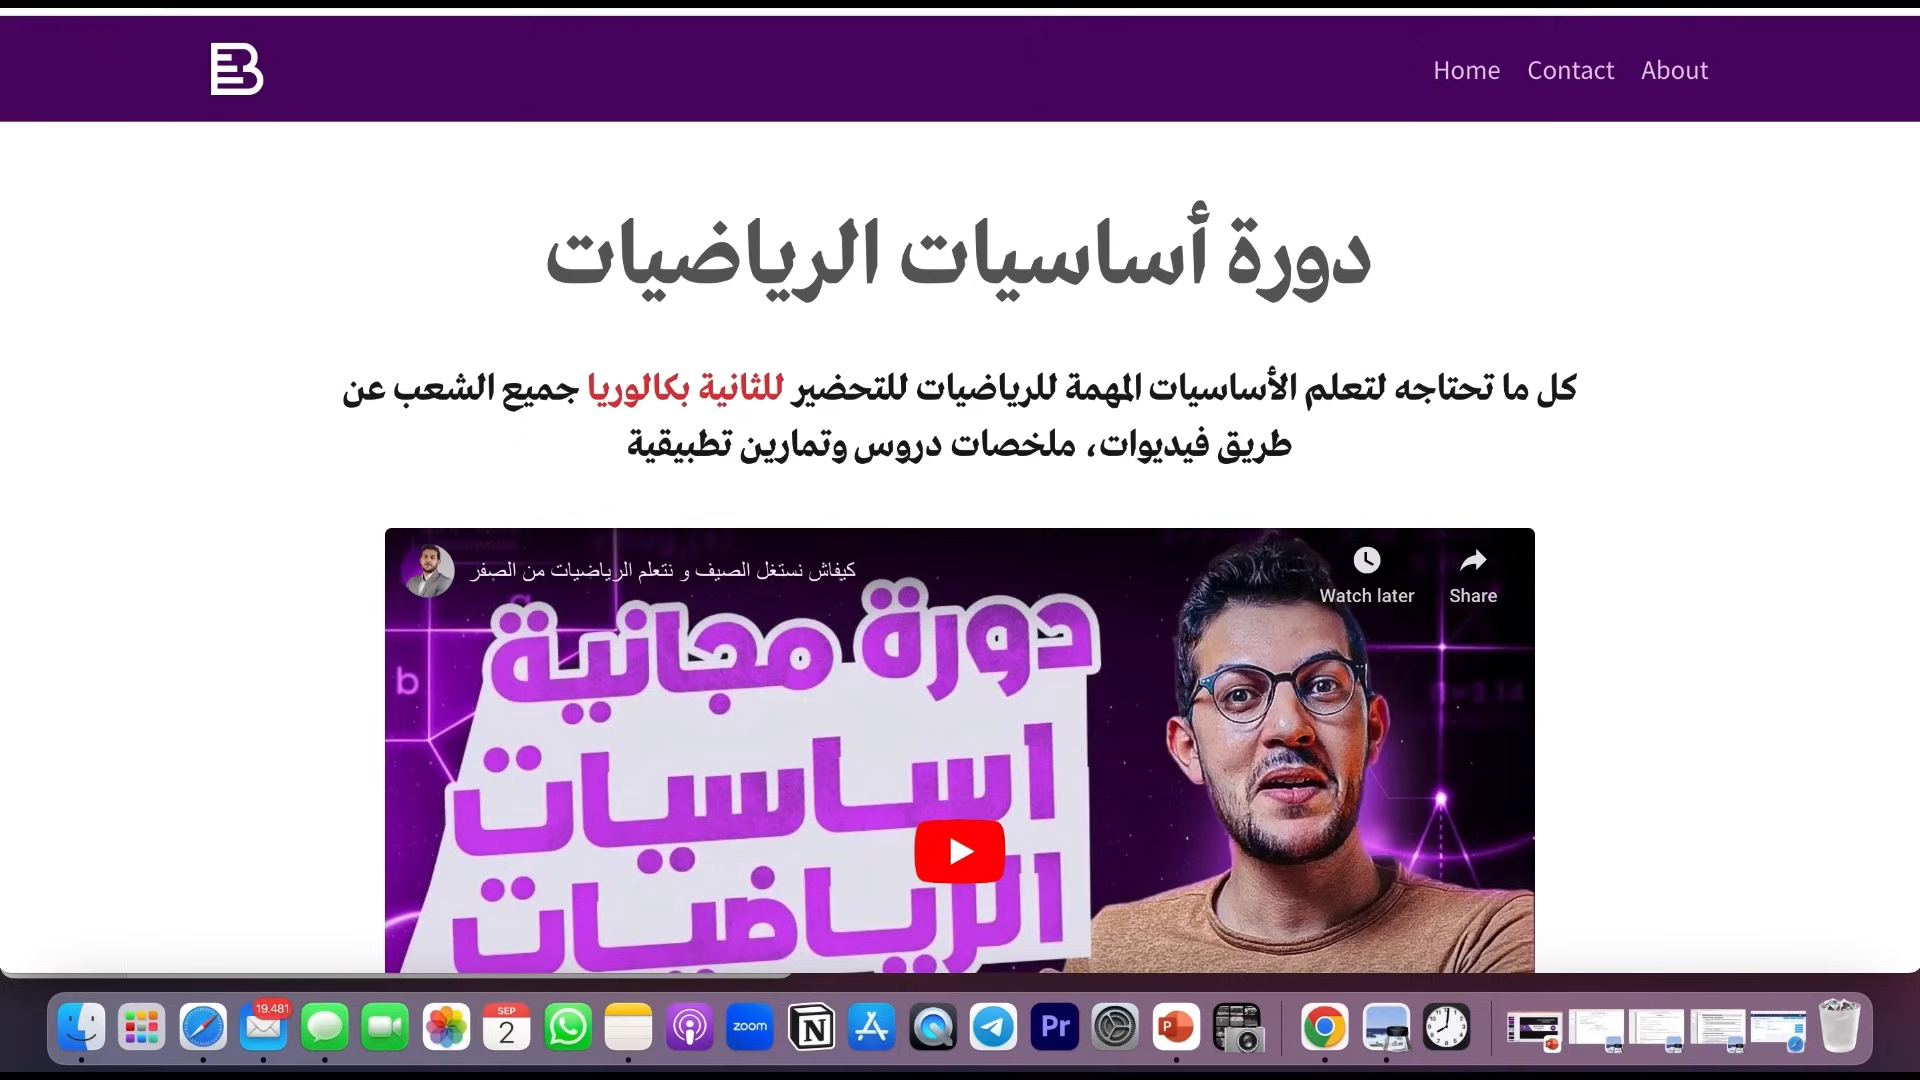 Home Contact About
دورة أساسيات الرياضيات
كل ما تحتاجه لتعلم الأساسيات المهمة للرياضيات للتحضير للثانية بكالوريا جميع الشعب عن
طريق فيديوات، ملخصات دروس وتمارين تطبيقية
كيفاش نستغل الصيف و نتعلم الرياضيات من الصفر
Watch later Share
دورة مجانية
b
اساسيات
الرياضيات
19.481
SEP
2
zoom
Pr